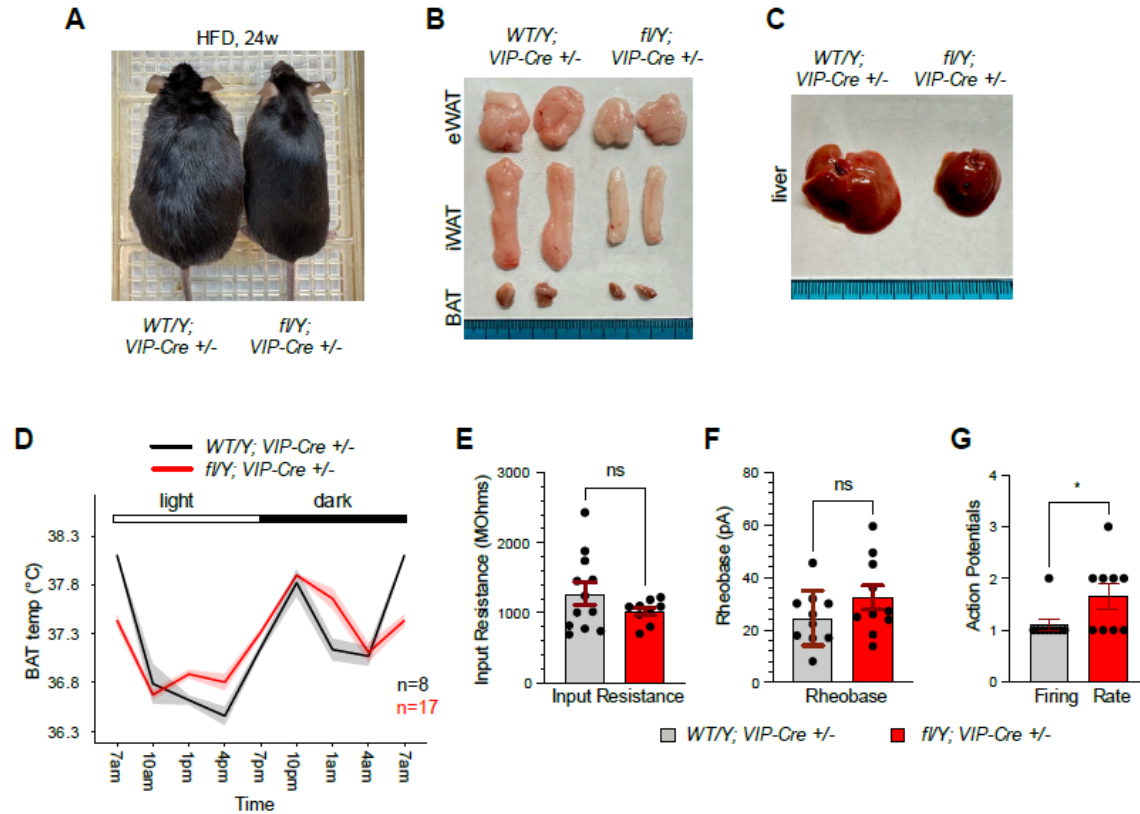 A
HFD, 24w
WT/Y;
VIP-Cre +/-
fl/Y;
VIP-Cre +/-
B
WT/Y;
VIP-Cre +/-
fl/Y;
VIP-Cre +/-
eWAT
iWAT
BAT
C
WT/Y;
VIP-Cre +/-
fl/Y;
VIP-Cre +/-
liver
D
WT/Y; VIP-Cre +/-
fl/Y; VIP-Cre +/-
light
dark
BAT temp (°C)
38.3
37.8
37.3
36.8
36.3
n=8
n=17
7am
10am
1pm
4pm
7pm
10pm
1am
4am
7am
Time
E
ns
Input Resistance (MOhms)
3000
2000
1000
0
Input Resistance
F
ns
Rheobase (pA)
80
60
40
20
0
Rheobase
G
*
Action Potentials
4
3
2
1
0
Firing Rate
WT/Y; VIP-Cre +/-
fl/Y; VIP-Cre +/-